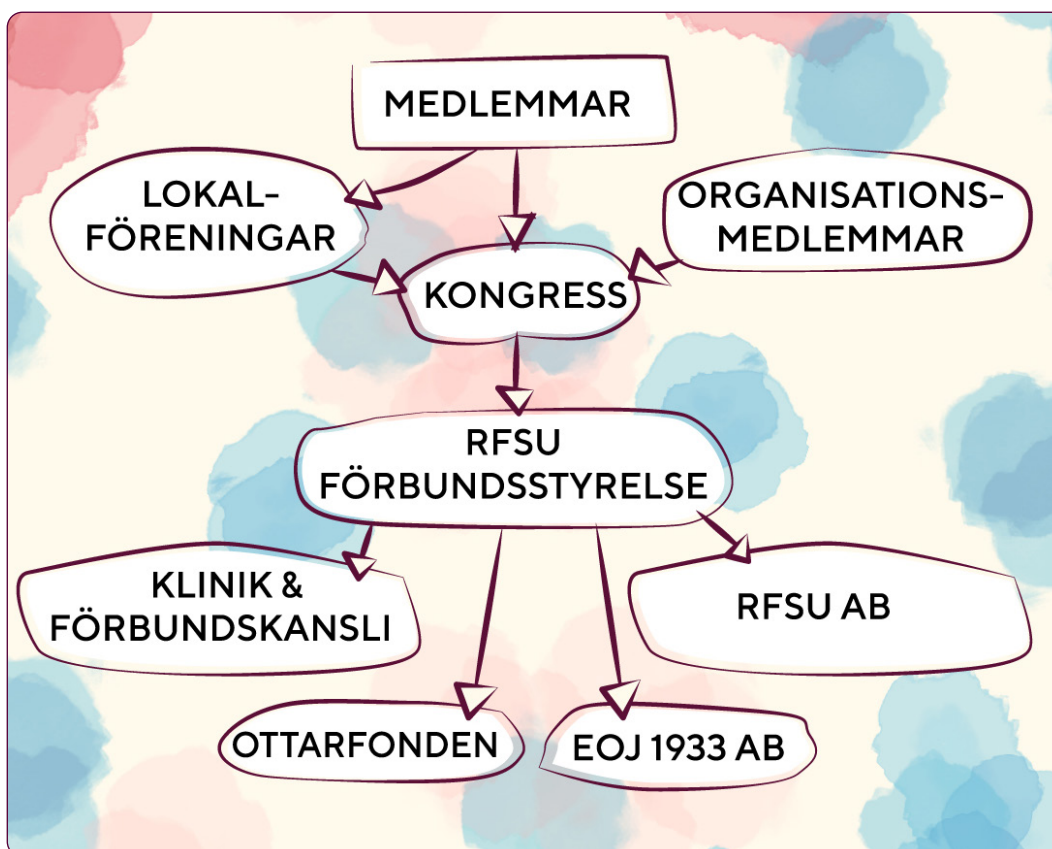 MEDLEMMAR
LOKAL-
FÖRENINGAR
ORGANISATIONS-
MEDLEMMAR
KONGRESS
RFSU
FÖRBUNDSSTYRELSE
KLINIK &
FÖRBUNDSKANSLI
RFSU AB
OTTARFONDEN
EOJ 1933 AB